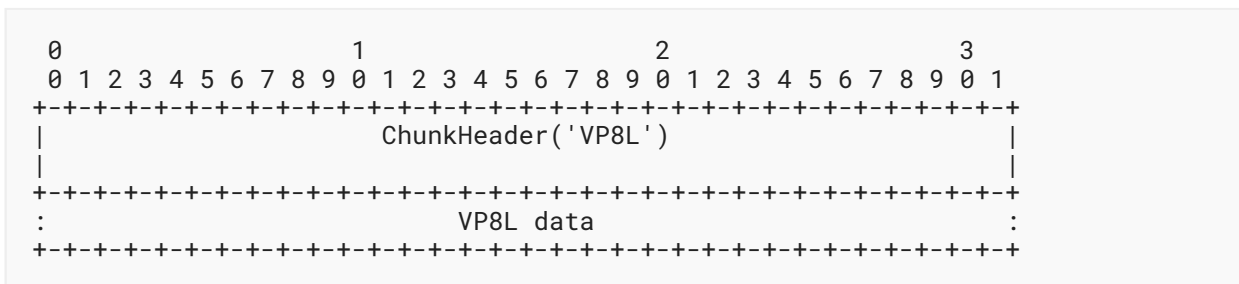 0                   1                   2                   3
 0 1 2 3 4 5 6 7 8 9 0 1 2 3 4 5 6 7 8 9 0 1 2 3 4 5 6 7 8 9 0 1
+-+-+-+-+-+-+-+-+-+-+-+-+-+-+-+-+-+-+-+-+-+-+-+-+-+-+-+-+-+-+-+-+
|                      ChunkHeader('VP8L')                      |
|                                                               |
+-+-+-+-+-+-+-+-+-+-+-+-+-+-+-+-+-+-+-+-+-+-+-+-+-+-+-+-+-+-+-+-+
:                           VP8L data                           :
+-+-+-+-+-+-+-+-+-+-+-+-+-+-+-+-+-+-+-+-+-+-+-+-+-+-+-+-+-+-+-+-+